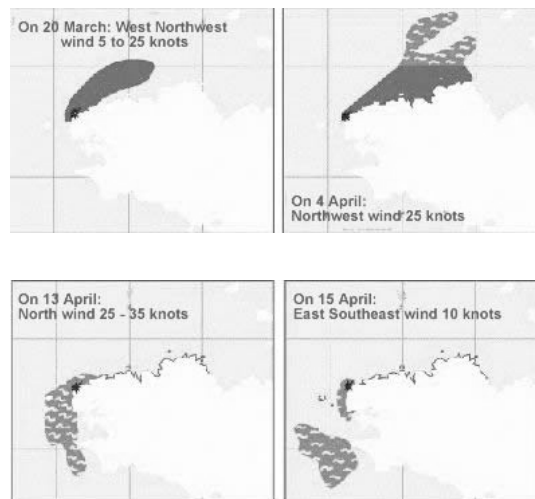 On 20 March: West Northwest
wind 5 to 25 knots
On 4 April:
Northwest wind 25 knots
On 13 April:
North wind 25 - 35 knots
On 15 April:
East Southeast wind 10 knots